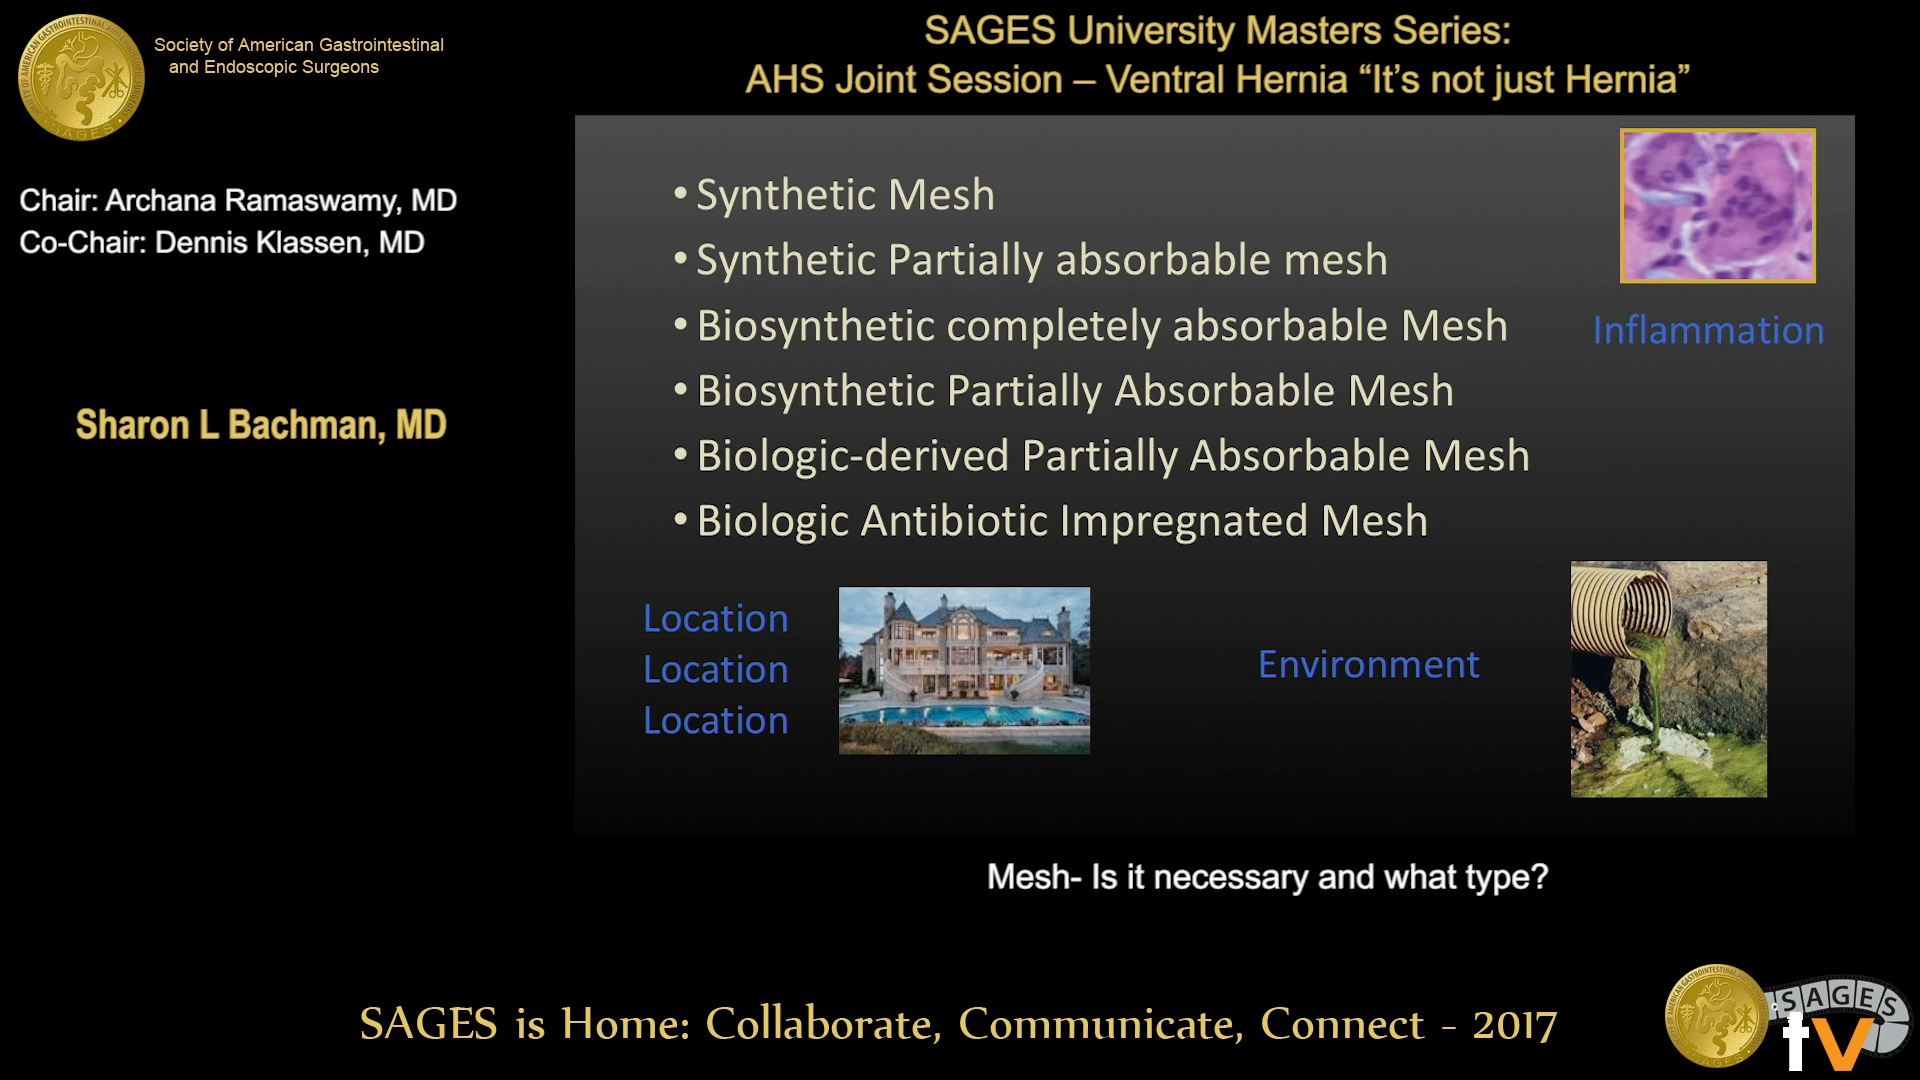 Society of American Gastrointestinal
and Endoscopic Surgeons
SAGES University Masters Series:
AHS Joint Session – Ventral Hernia “It’s not just Hernia”
Chair: Archana Ramaswamy, MD
Co-Chair: Dennis Klassen, MD
Sharon L Bachman, MD
• Synthetic Mesh
• Synthetic Partially absorbable mesh
• Biosynthetic completely absorbable Mesh
• Biosynthetic Partially Absorbable Mesh
• Biologic-derived Partially Absorbable Mesh
• Biologic Antibiotic Impregnated Mesh
Inflammation
Location
Location
Location
Environment
Mesh- Is it necessary and what type?
SAGES is Home: Collaborate, Communicate, Connect - 2017
SAGES
tv